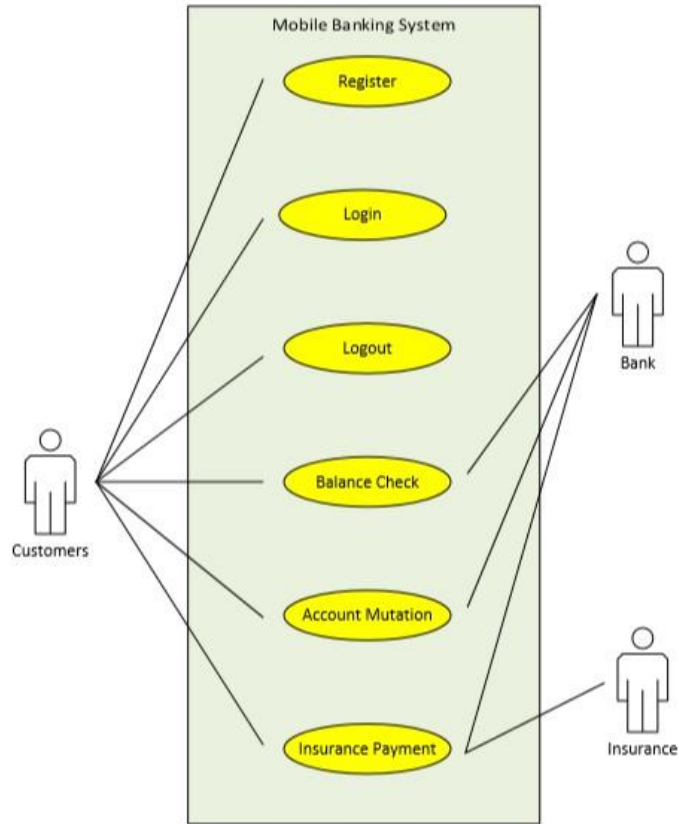 Mobile Banking System
Register
Login
Logout
Bank
Balance Check
Customers
Account Mutation
Insurance Payment
Insurance